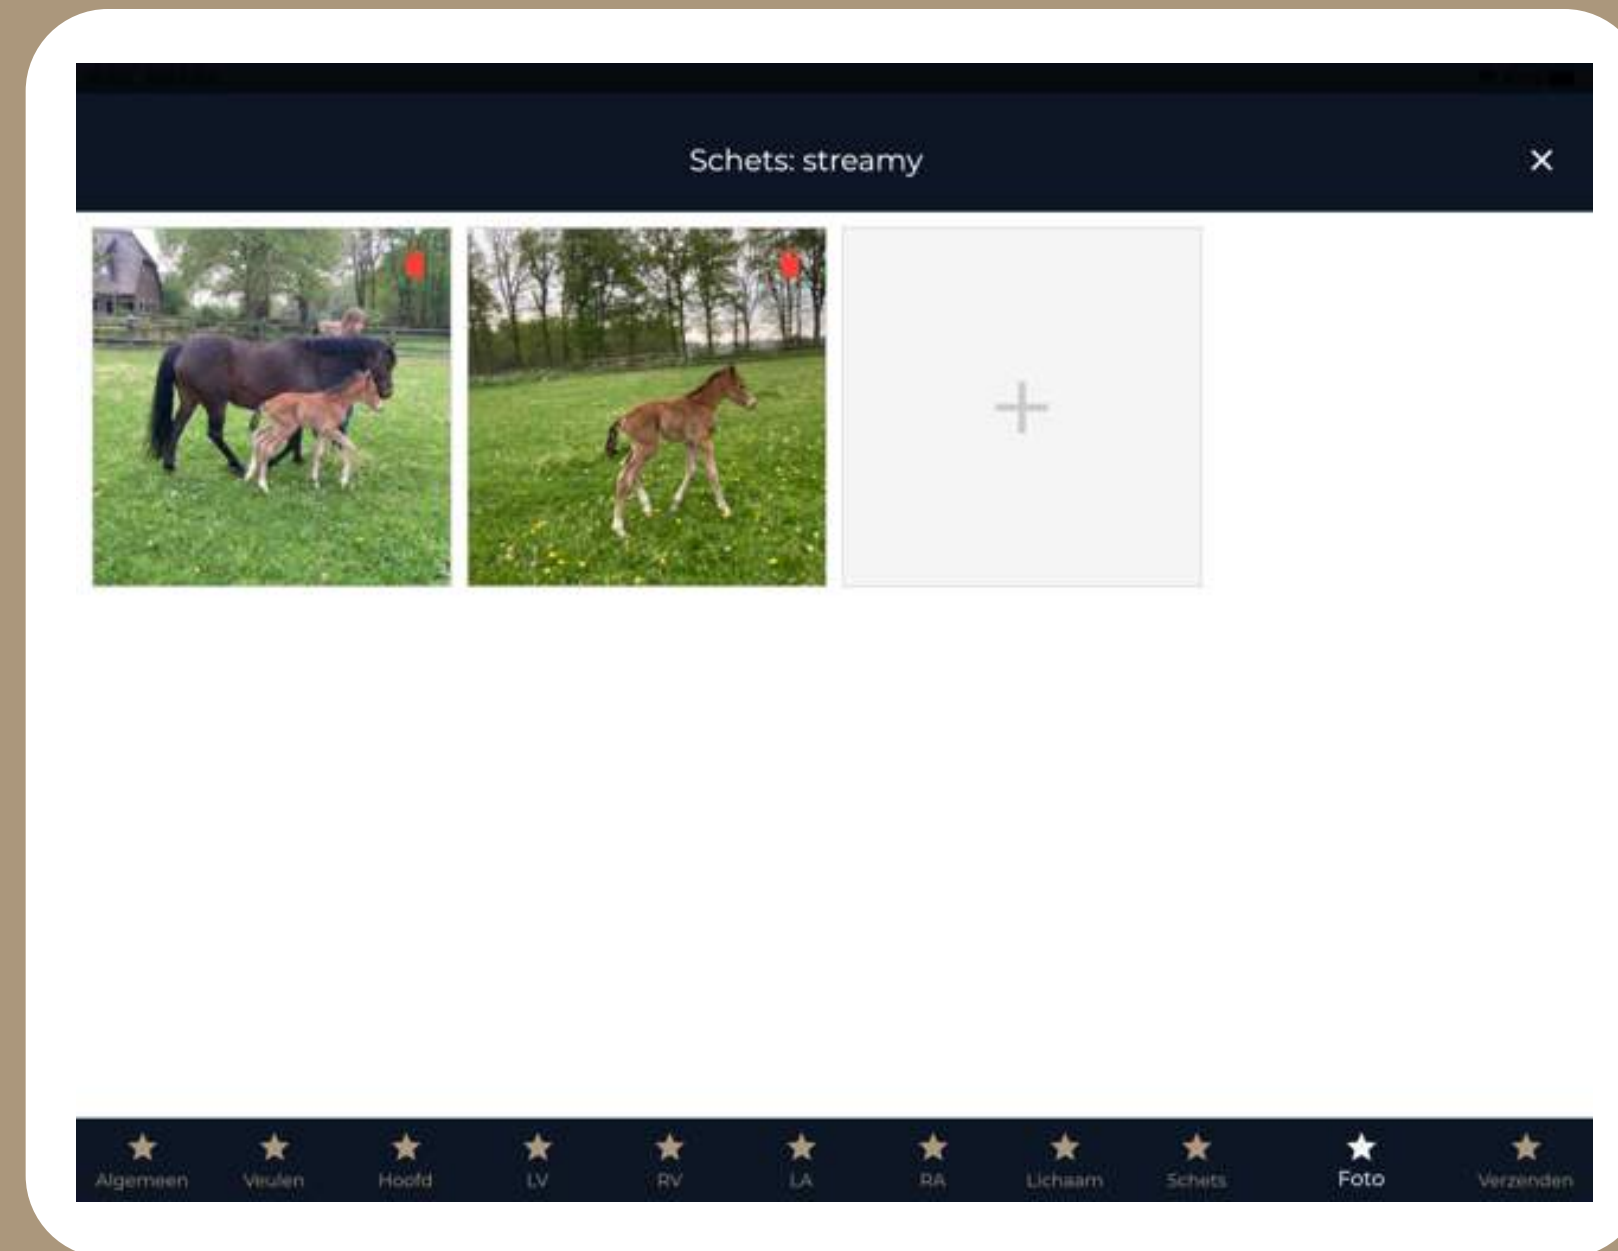 Schets: streamy
Algemeen
Veulen
Hoofd
LV
RV
LA
RA
Lichaam
Schets
Foto
Verzenden